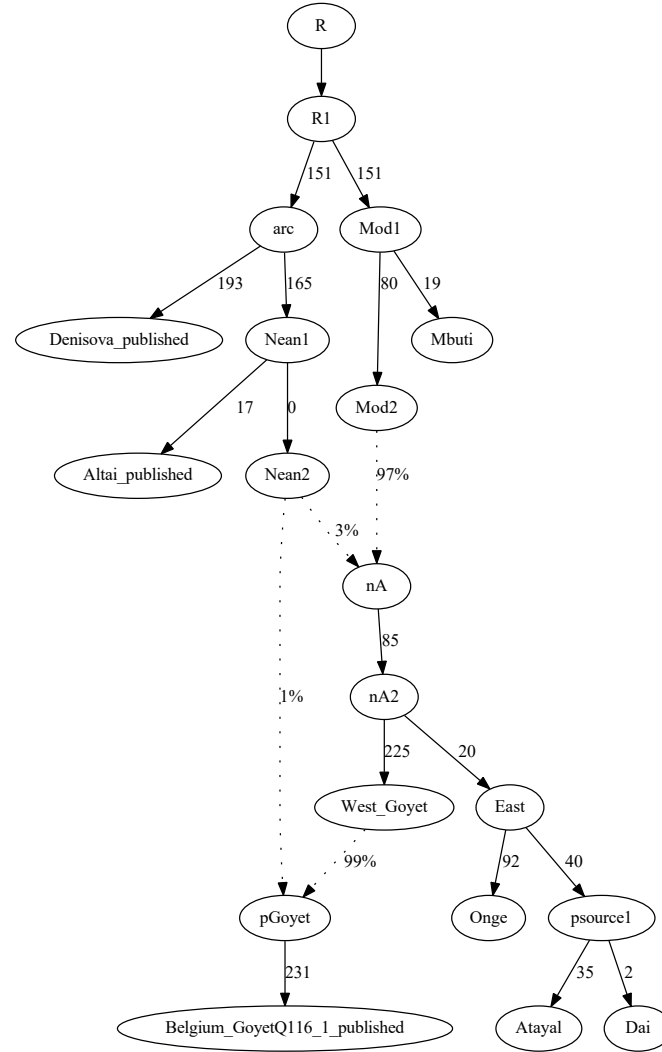 R
R1
151 151
arc Mod1
193 165 80 19
Denisova_published Nean1 Mbuti
17 0 Mod2
Altai_published Nean2 97%
3%
nA
85
1% nA2
225 20
West_Goyet East
99% 92 40
pGoyet Onge psource1
231 35 2
Belgium_GoyetQ116_1_published Atayal Dai